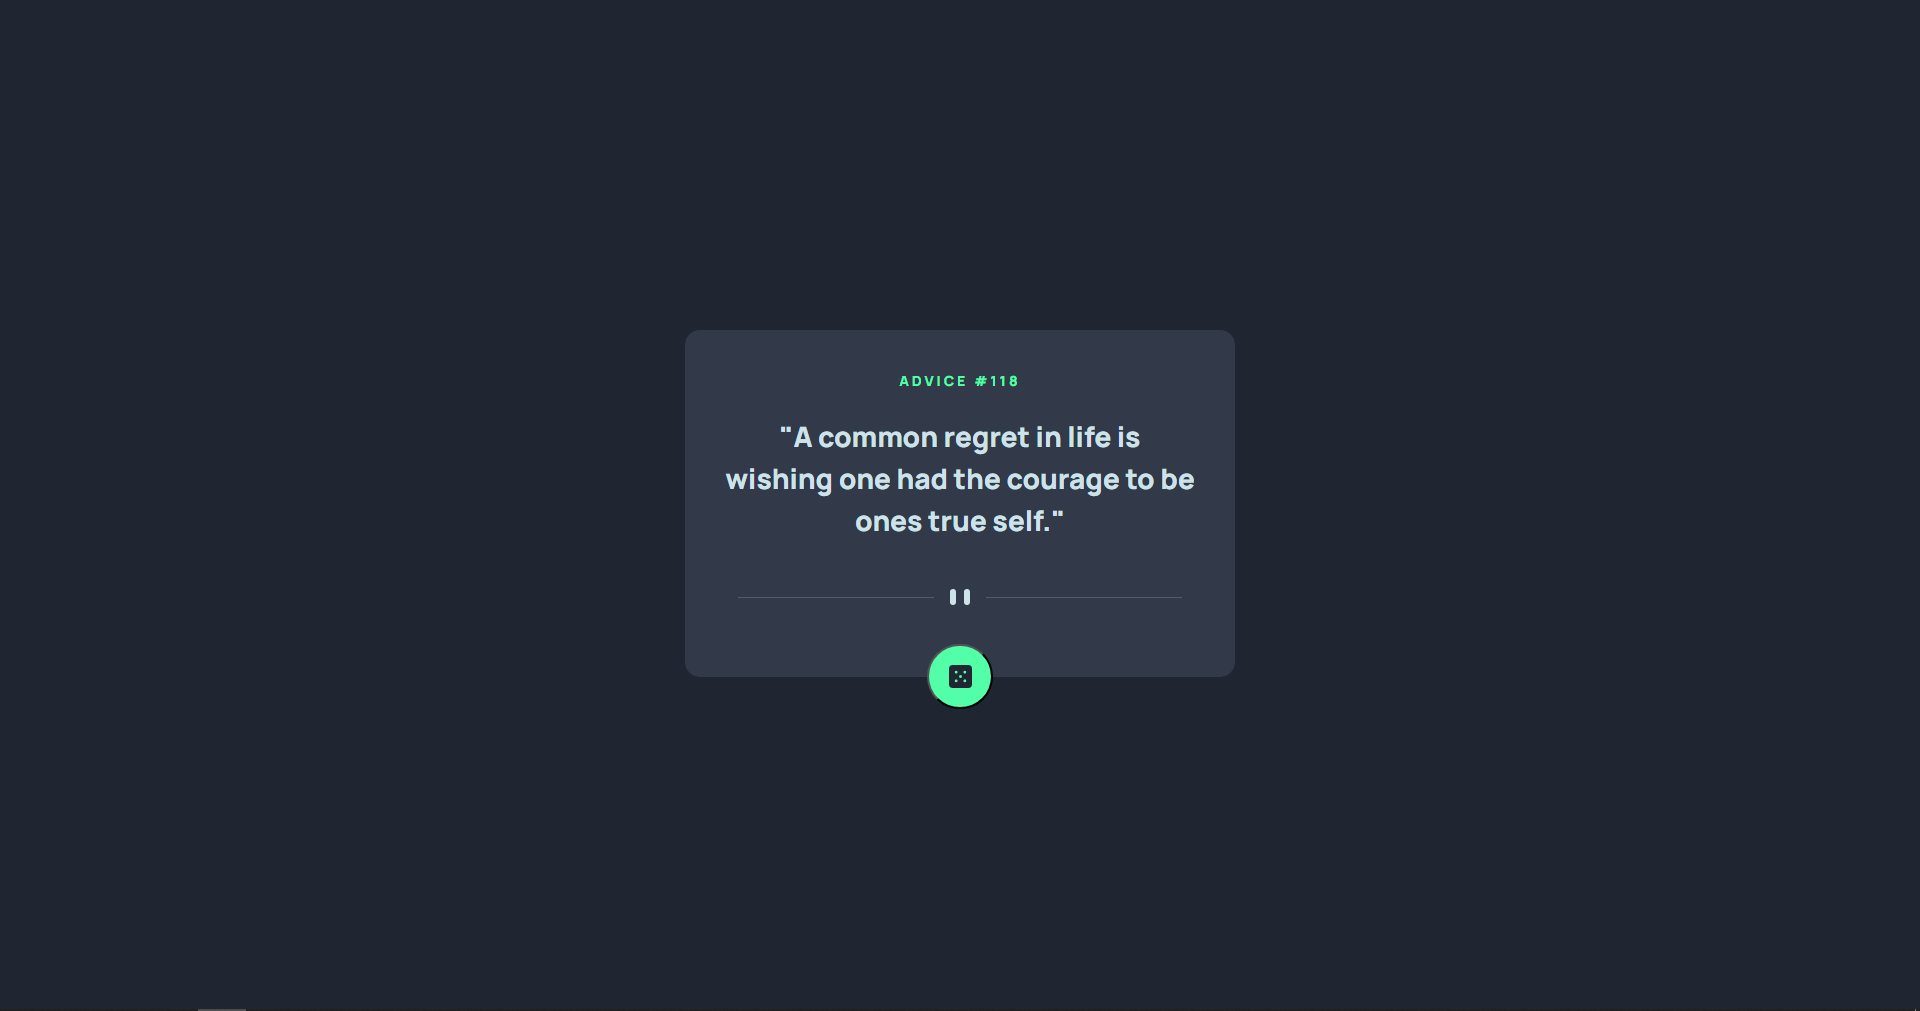 ADVICE #118
"A common regret in life is
wishing one had the courage to be
ones true self."